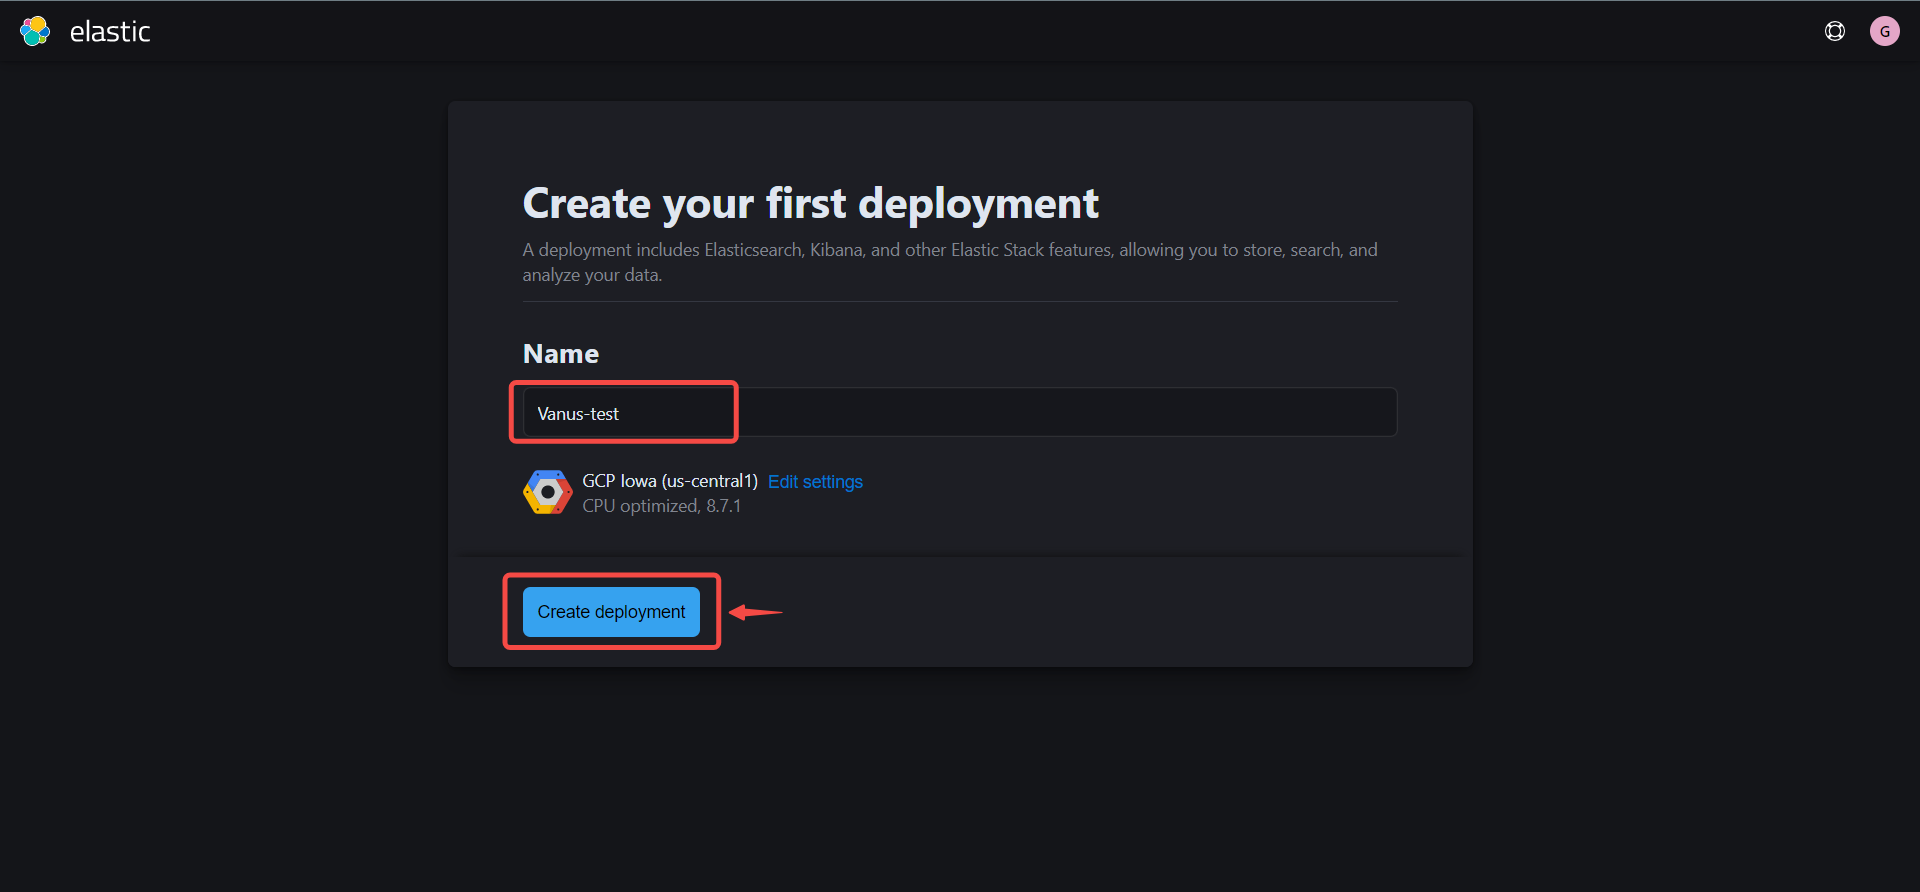 elastic
G
Create your first deployment
A deployment includes Elasticsearch, Kibana, and other Elastic Stack features, allowing you to store, search, and
analyze your data.
Name
Vanus-test
GCP Iowa (us-central1) Edit settings
CPU optimized, 8.7.1
Create deployment